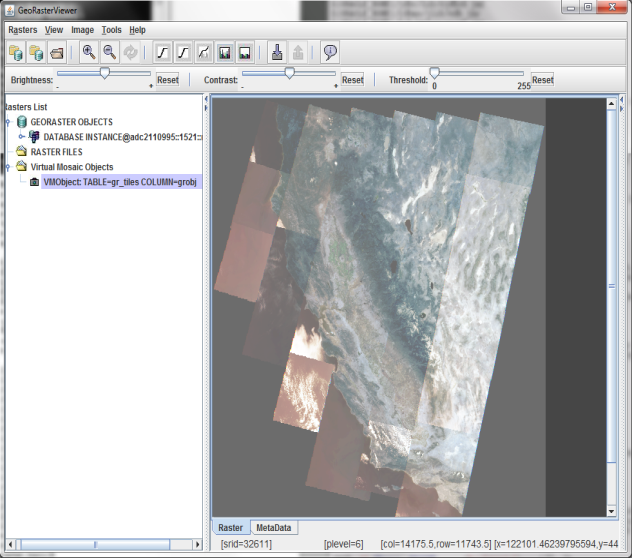 GeoRasterViewer
Rasters View Image Tools Help
Brightness: - + Reset Contrast: - + Reset Threshold: 0 255 Reset
asters List
GEORASTER OBJECTS
DATABASE INSTANCE@adc2110995::1521::
RASTER FILES
Virtual Mosaic Objects
VMObject: TABLE=gr_tiles COLUMN=grobj
Raster MetaData
[srid=32611] [plevel=6] [col=14175.5,row=11743.5] [x=122101.46239795594,y=44